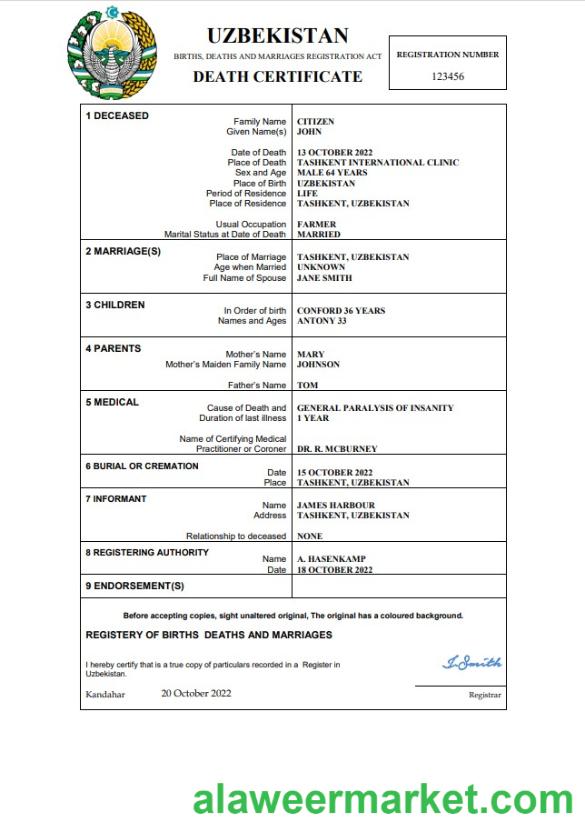 UZBEKISTAN
BIRTHS, DEATHS AND MARRIAGES REGISTRATION ACT
DEATH CERTIFICATE
REGISTRATION NUMBER
123456
1 DECEASED
Family Name CITIZEN
Given Name(s) JOHN
Date of Death 13 OCTOBER 2022
Place of Death TASHKENT INTERNATIONAL CLINIC
Sex and Age MALE 64 YEARS
Place of Birth UZBEKISTAN
Period of Residence LIFE
Place of Residence TASHKENT, UZBEKISTAN
Usual Occupation FARMER
Marital Status at Date of Death MARRIED
2 MARRIAGE(S)
Place of Marriage TASHKENT, UZBEKISTAN
Age when Married UNKNOWN
Full Name of Spouse JANE SMITH
3 CHILDREN
In Order of birth CONFORD 36 YEARS
Names and Ages ANTONY 33
4 PARENTS
Mother's Name MARY
Mother's Maiden Family Name JOHNSON
Father's Name TOM
5 MEDICAL
Cause of Death and GENERAL PARALYSIS OF INSANITY
Duration of last illness 1 YEAR
Name of Certifying Medical
Practitioner or Coroner DR. R. MCBURNEY
6 BURIAL OR CREMATION
Date 15 OCTOBER 2022
Place TASHKENT, UZBEKISTAN
7 INFORMANT
Name JAMES HARBOUR
Address TASHKENT, UZBEKISTAN
Relationship to deceased NONE
8 REGISTERING AUTHORITY
Name A. HASENKAMP
Date 18 OCTOBER 2022
9 ENDORSEMENT(S)
Before accepting copies, sight unaltered original, The original has a coloured background.
REGISTERY OF BIRTHS DEATHS AND MARRIAGES
I hereby certify that is a true copy of particulars recorded in a Register in
Uzbekistan.
J.Smith
Kandahar 20 October 2022
Registrar
alaweermarket.com